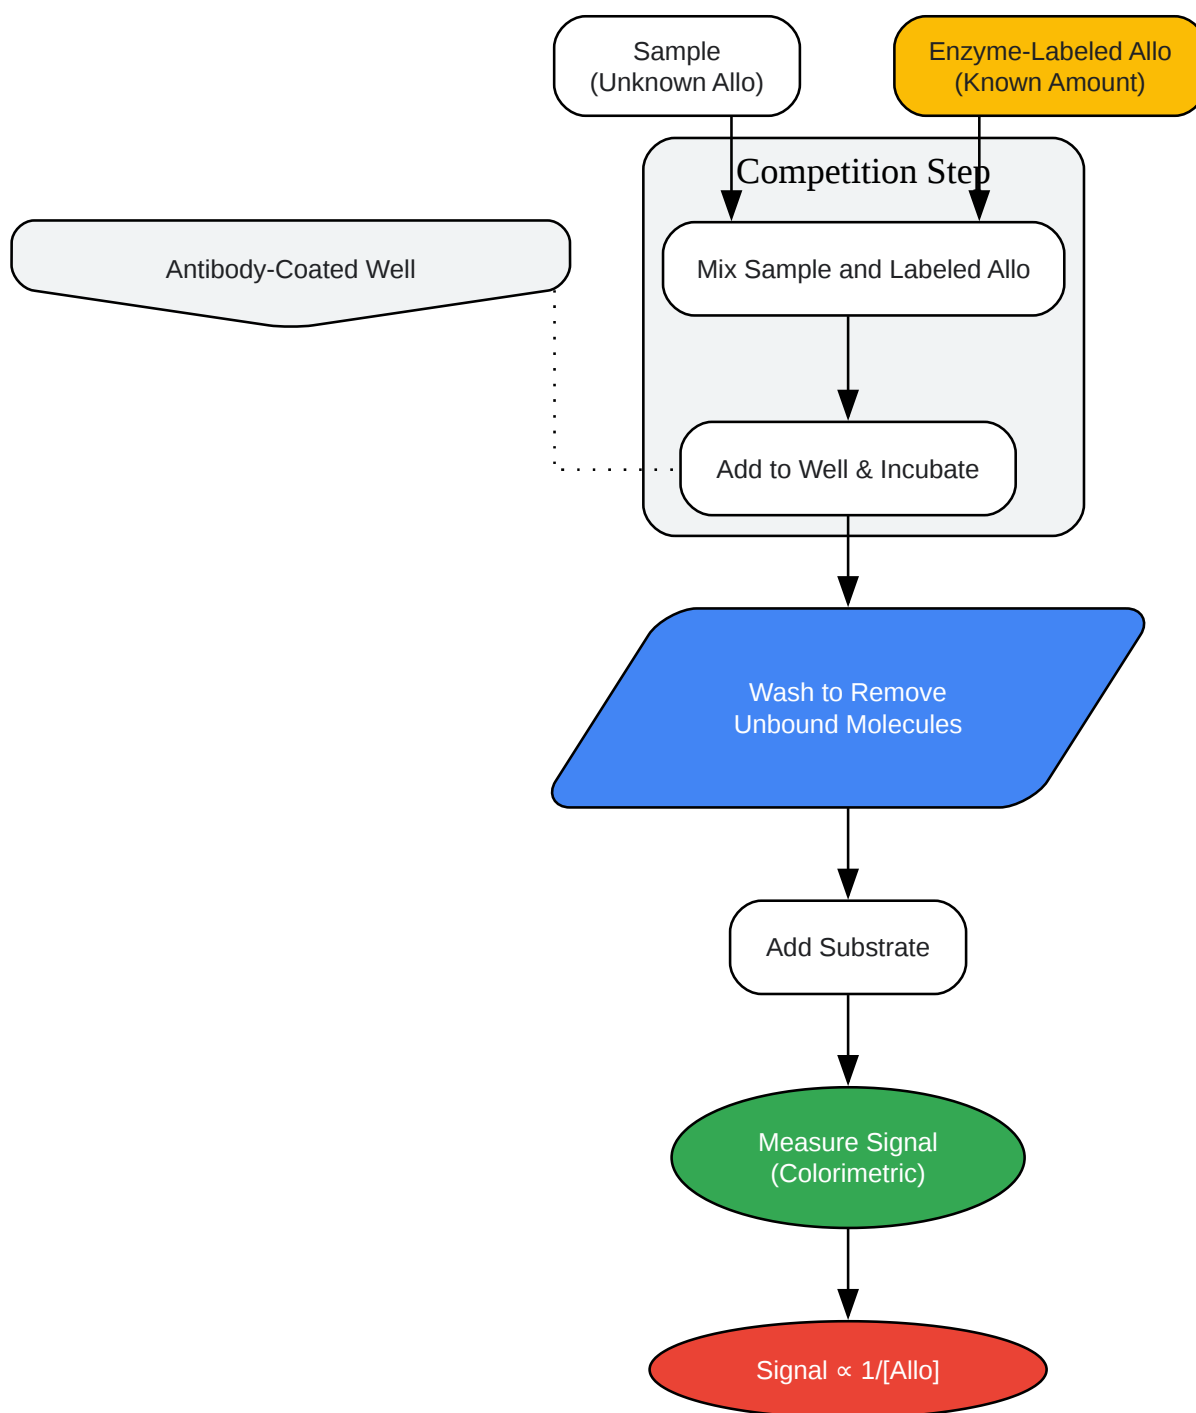 Sample
(Unknown Allo)
Enzyme-Labeled Allo
(Known Amount)
Competition Step
Mix Sample and Labeled Allo
Antibody-Coated Well
Add to Well & Incubate
Wash to Remove
Unbound Molecules
Add Substrate
Measure Signal
(Colorimetric)
Signal ∝ 1/[Allo]